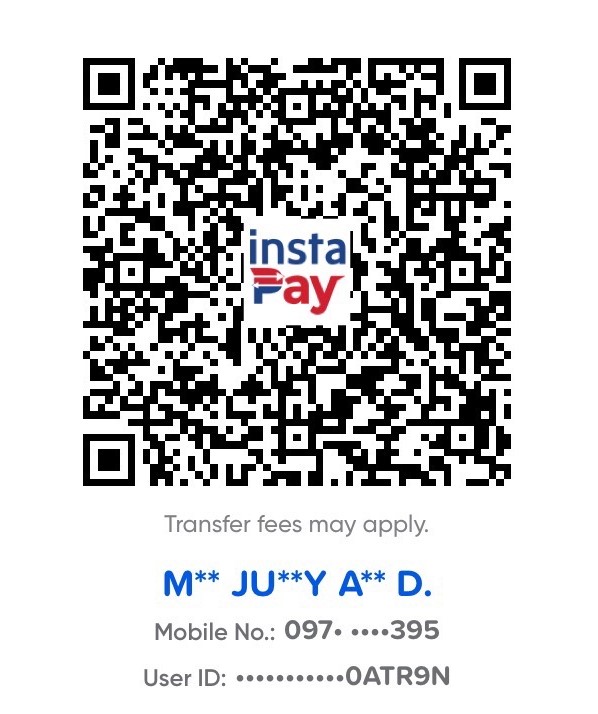 insta
Pay
Transfer fees may apply.
M** JU**Y A** D.
Mobile No.: 097• ••••395
User ID: •••••••••••0ATR9N